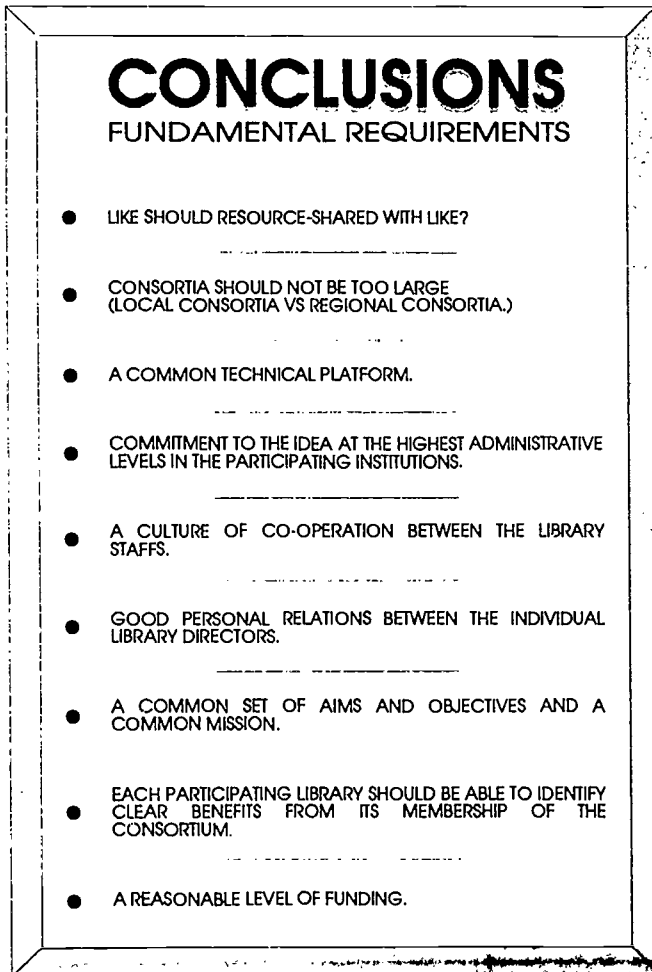 CONCLUSIONS
FUNDAMENTAL REQUIREMENTS
● LIKE SHOULD RESOURCE-SHARED WITH LIKE?
● CONSORTIA SHOULD NOT BE TOO LARGE
(LOCAL CONSORTIA VS REGIONAL CONSORTIA.)
● A COMMON TECHNICAL PLATFORM.
● COMMITMENT TO THE IDEA AT THE HIGHEST ADMINISTRATIVE
LEVELS IN THE PARTICIPATING INSTITUTIONS.
● A CULTURE OF CO-OPERATION BETWEEN THE LIBRARY
STAFFS.
● GOOD PERSONAL RELATIONS BETWEEN THE INDIVIDUAL
LIBRARY DIRECTORS.
● A COMMON SET OF AIMS AND OBJECTIVES AND A
COMMON MISSION.
● EACH PARTICIPATING LIBRARY SHOULD BE ABLE TO IDENTIFY
CLEAR BENEFITS FROM ITS MEMBERSHIP OF THE
CONSORTIUM.
● A REASONABLE LEVEL OF FUNDING.